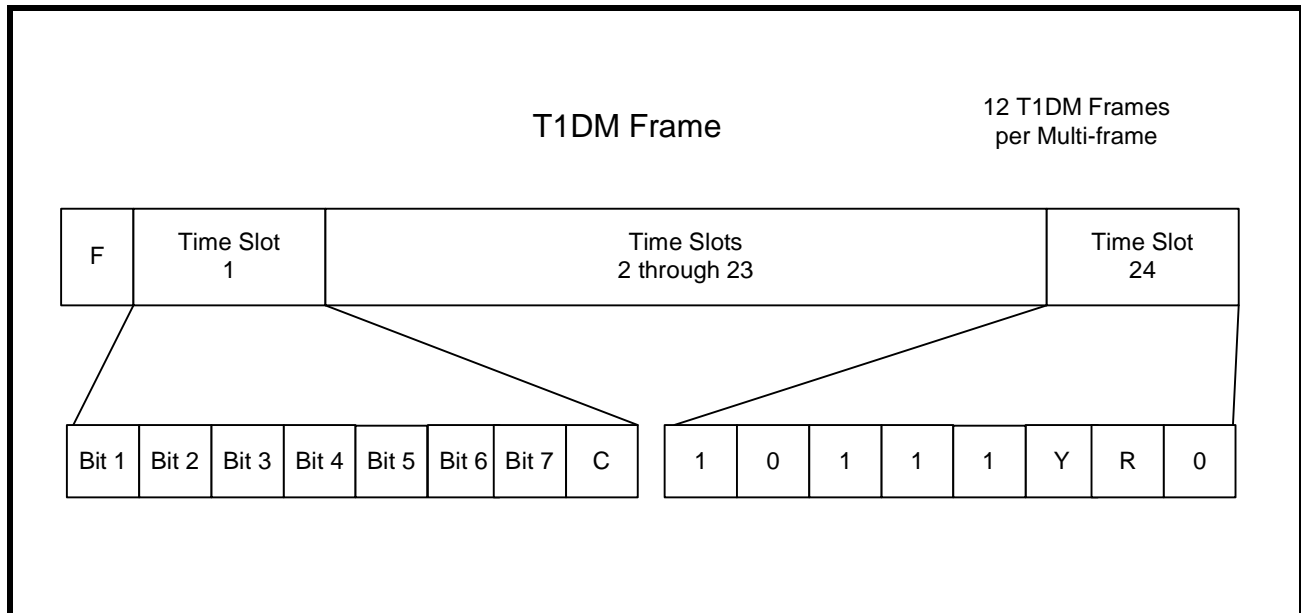 T1DM Frame
12 T1DM Frames
per Multi-frame
F
Time Slot
1
Time Slots
2 through 23
Time Slot
24
Bit 1 Bit 2 Bit 3 Bit 4 Bit 5 Bit 6 Bit 7 C
1 0 1 1 1 Y R 0